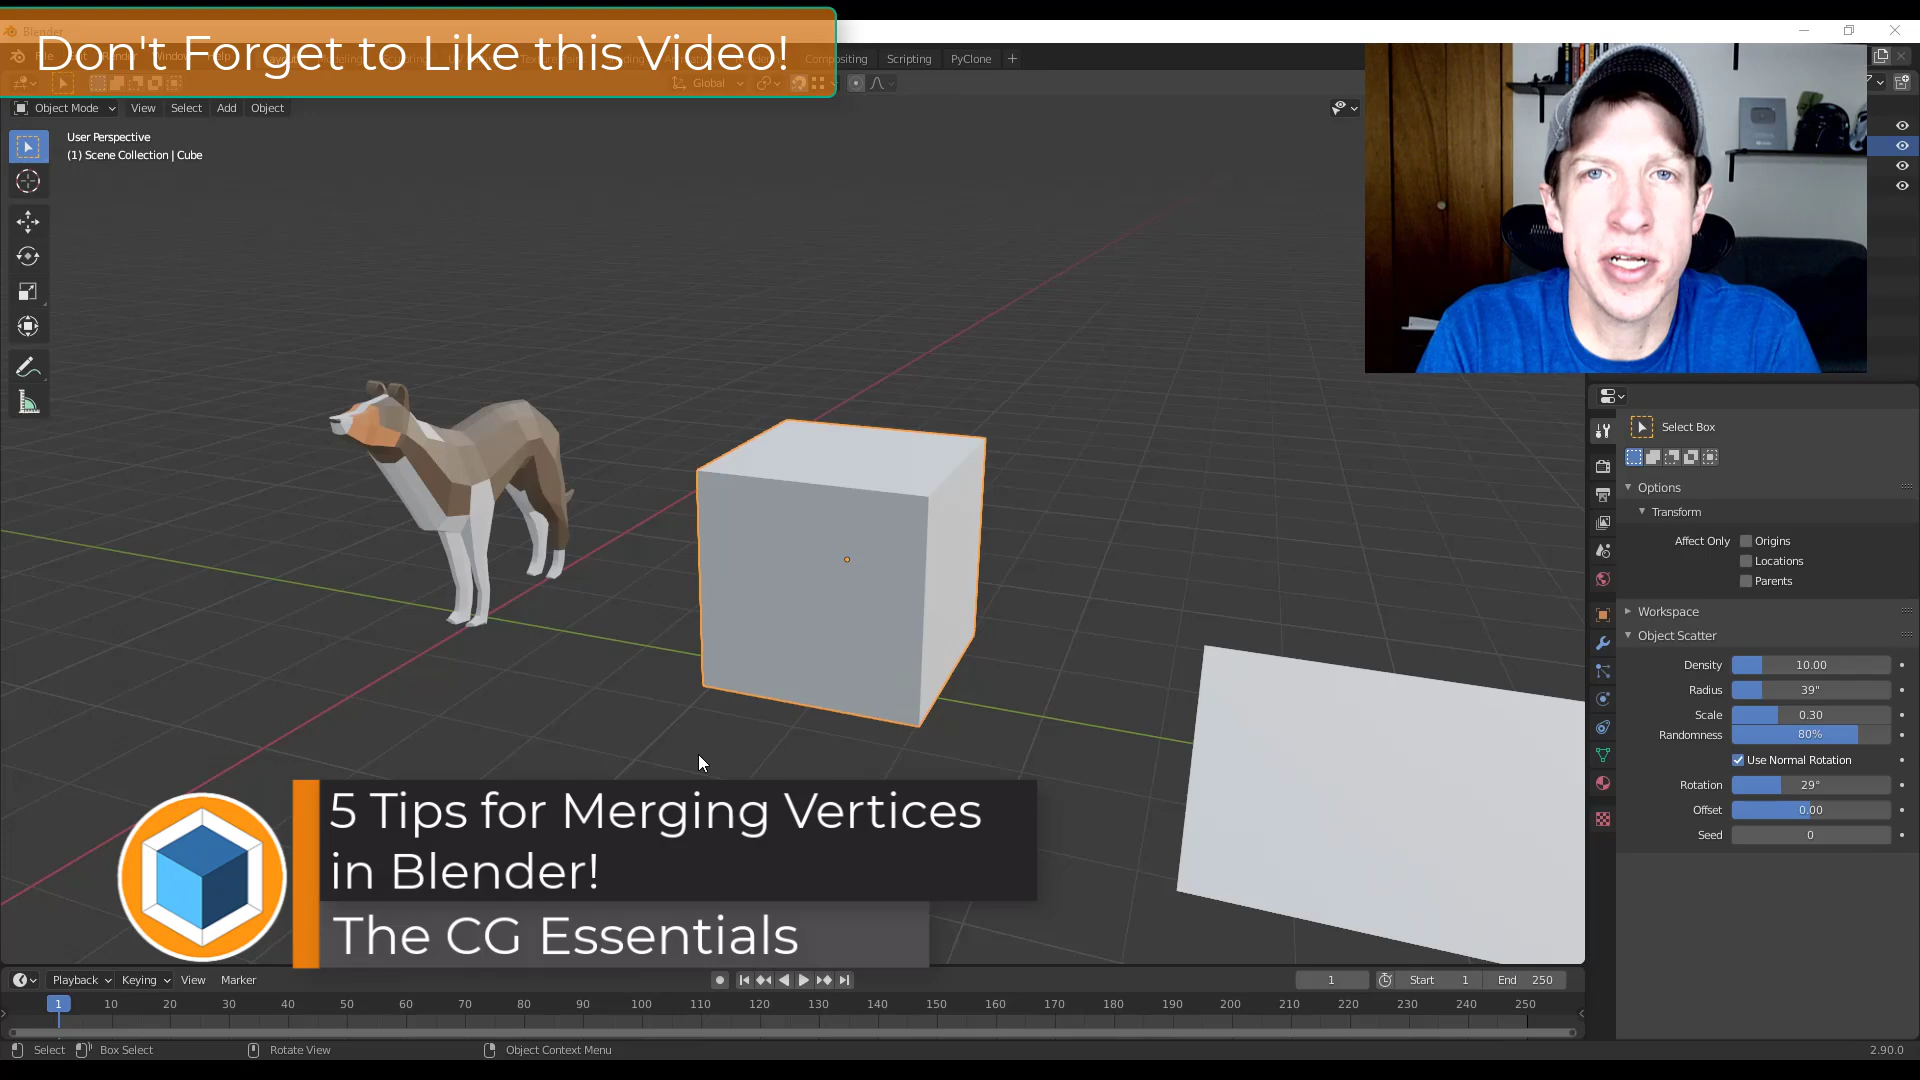 Don't Forget to Like this Video!
Compositing
Scripting
PyClone
+
Global
Object Mode
View
Select
Add
Object
User Perspective
(1) Scene Collection | Cube
Select Box
Options
Transform
Affect Only
Origins
Locations
Parents
Workspace
Object Scatter
Density 10.00
Radius 39"
Scale 0.30
Randomness 80%
Use Normal Rotation
Rotation 29°
Offset 0.00
Seed 0
5 Tips for Merging Vertices
in Blender!
The CG Essentials
Playback
Keying
View
Marker
1
Start 1
End 250
1 10 20 30 40 50 60 70 80 90 100 110 120 130 140 150 160 170 180 190 200 210 220 230 240 250
Select
Box Select
Rotate View
Object Context Menu
2.90.0